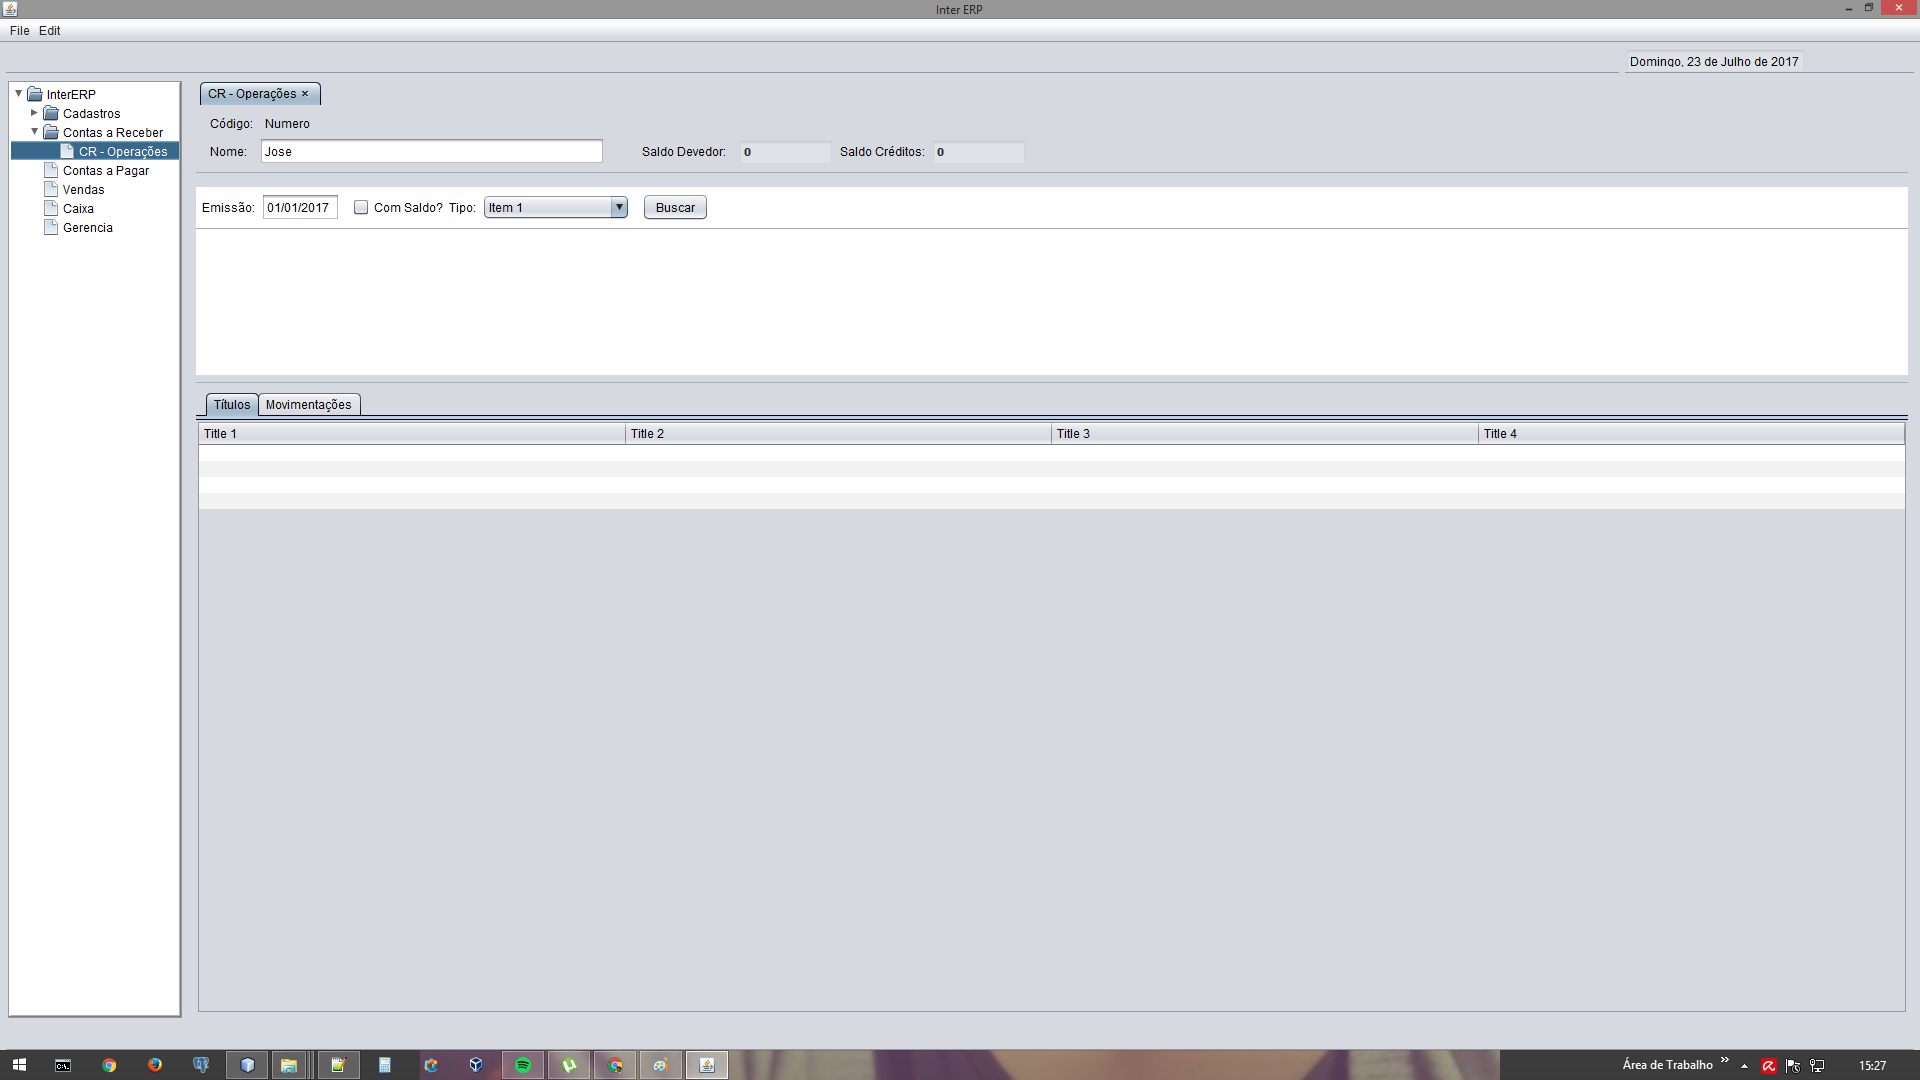 Inter ERP
File Edit
Domingo, 23 de Julho de 2017
InterERP
Cadastros
Contas a Receber
CR - Operações
Contas a Pagar
Vendas
Caixa
Gerencia
CR - Operações
Código: Numero
Nome: Jose Saldo Devedor: 0 Saldo Créditos: 0
Emissão: 01/01/2017 Com Saldo? Tipo: Item 1 Buscar
Títulos Movimentações
Title 1 Title 2 Title 3 Title 4
Área de Trabalho 15:27